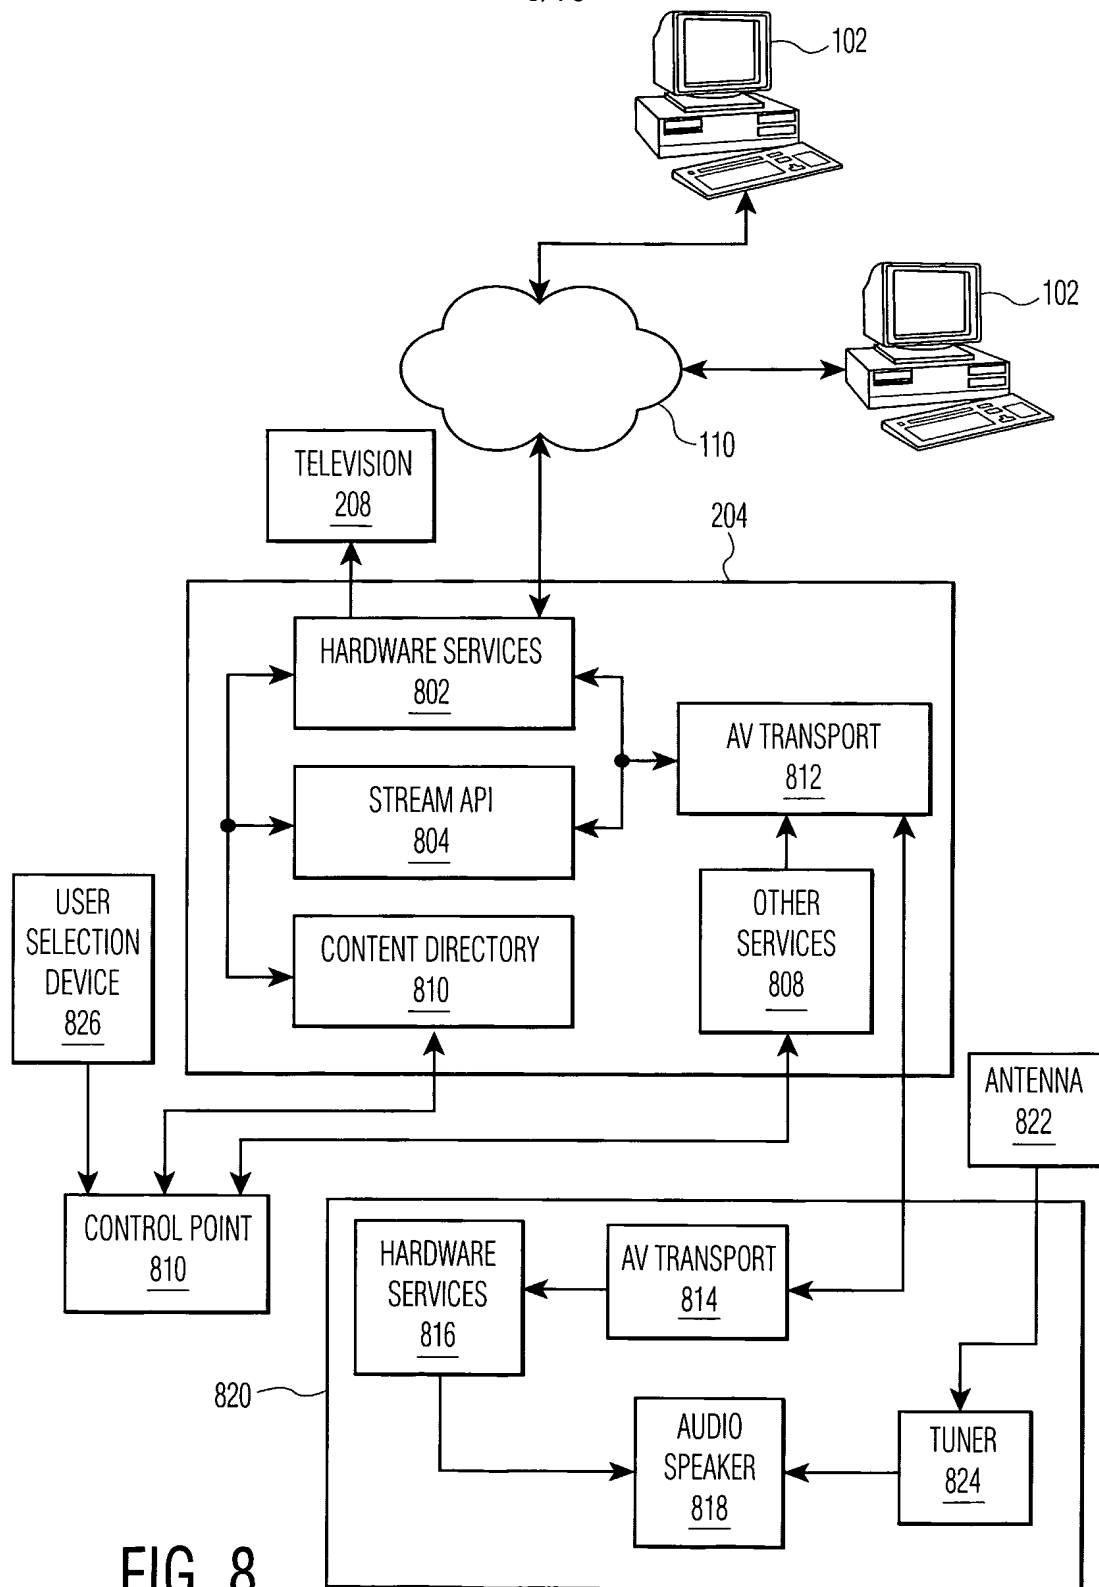 102
102
110
TELEVISION
208
204
HARDWARE SERVICES
802
AV TRANSPORT
812
STREAM API
804
USER
SELECTION
DEVICE
826
OTHER
SERVICES
808
CONTENT DIRECTORY
810
ANTENNA
822
CONTROL POINT
810
HARDWARE
SERVICES
816
AV TRANSPORT
814
820
AUDIO
SPEAKER
818
TUNER
824
FIG. 8